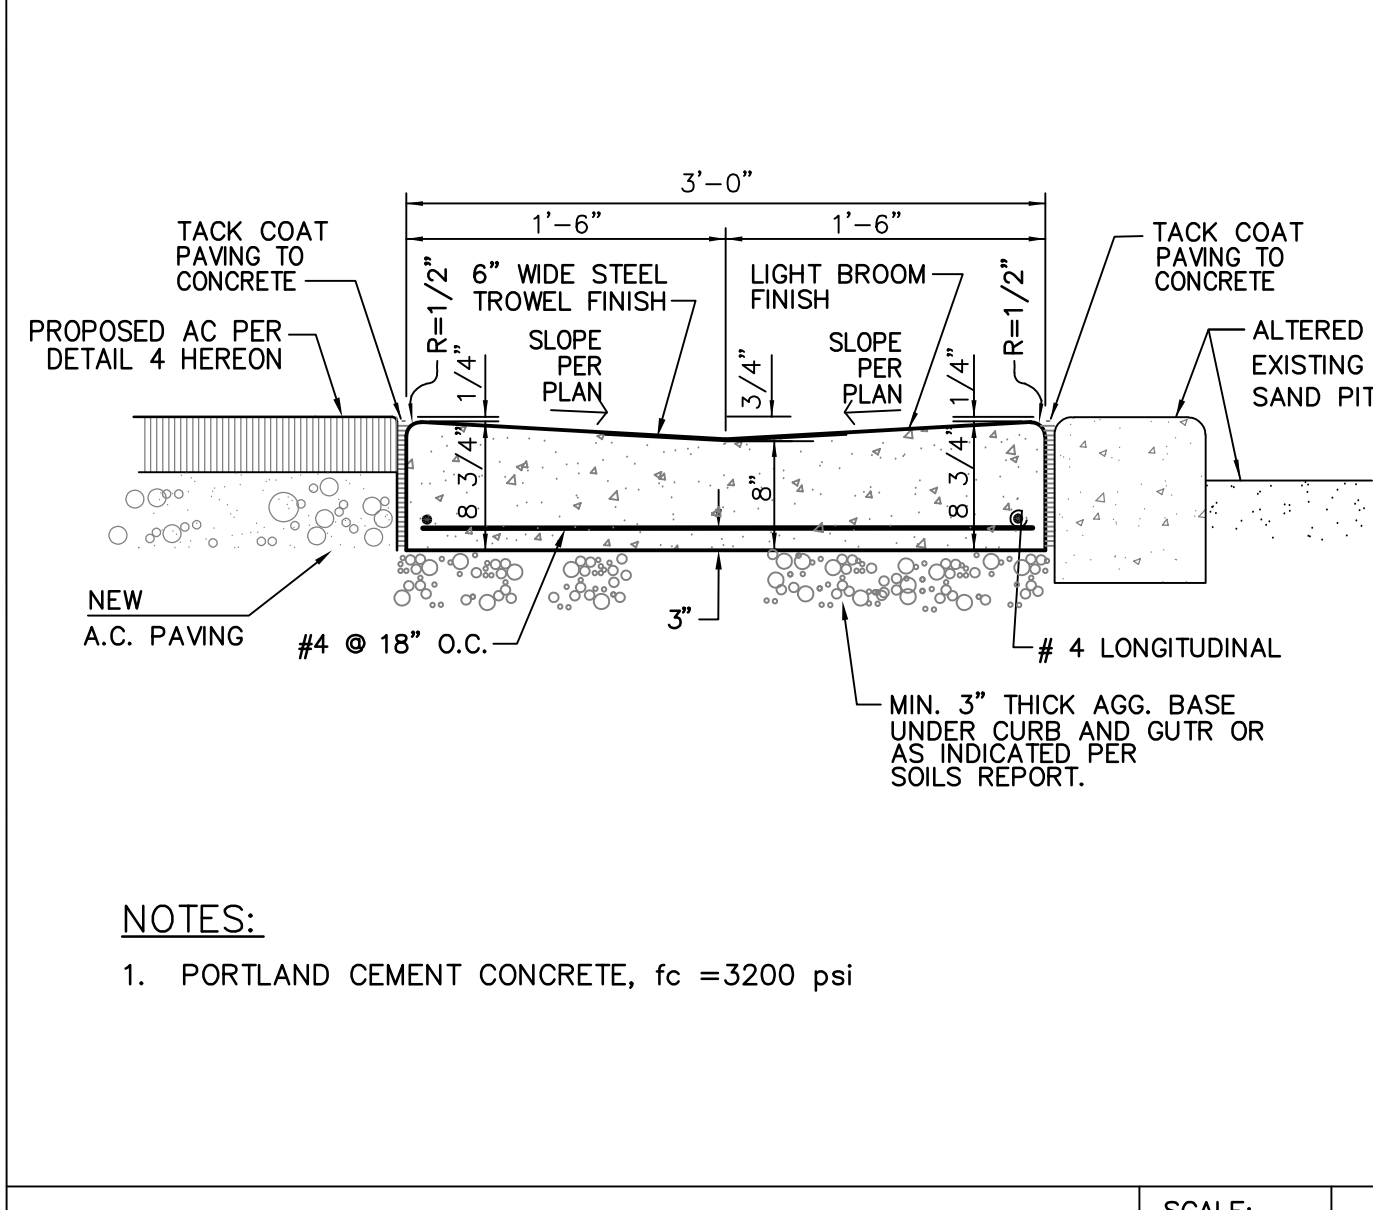 3'-0"
1'-6"
1'-6"
TACK COAT
PAVING TO
CONCRETE
TACK COAT
PAVING TO
CONCRETE
R=1/2"
6" WIDE STEEL
TROWEL FINISH
LIGHT BROOM
FINISH
R=1/2"
PROPOSED AC PER
DETAIL 4 HEREON
1/4"
SLOPE
PER
PLAN
3/4"
SLOPE
PER
PLAN
1/4"
ALTERED
EXISTING
SAND PIT
8 3/4"
8"
8 3/4"
NEW
A.C. PAVING
#4 @ 18" O.C.
3"
# 4 LONGITUDINAL
MIN. 3" THICK AGG. BASE
UNDER CURB AND GUTR OR
AS INDICATED PER
SOILS REPORT.
NOTES:
1. PORTLAND CEMENT CONCRETE, fc =3200 psi
SCALE: